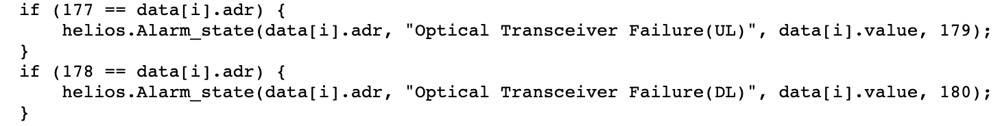 if (177 == data[i].adr) {
    helios.Alarm_state(data[i].adr, "Optical Transceiver Failure(UL)", data[i].value, 179);
}
if (178 == data[i].adr) {
    helios.Alarm_state(data[i].adr, "Optical Transceiver Failure(DL)", data[i].value, 180);
}